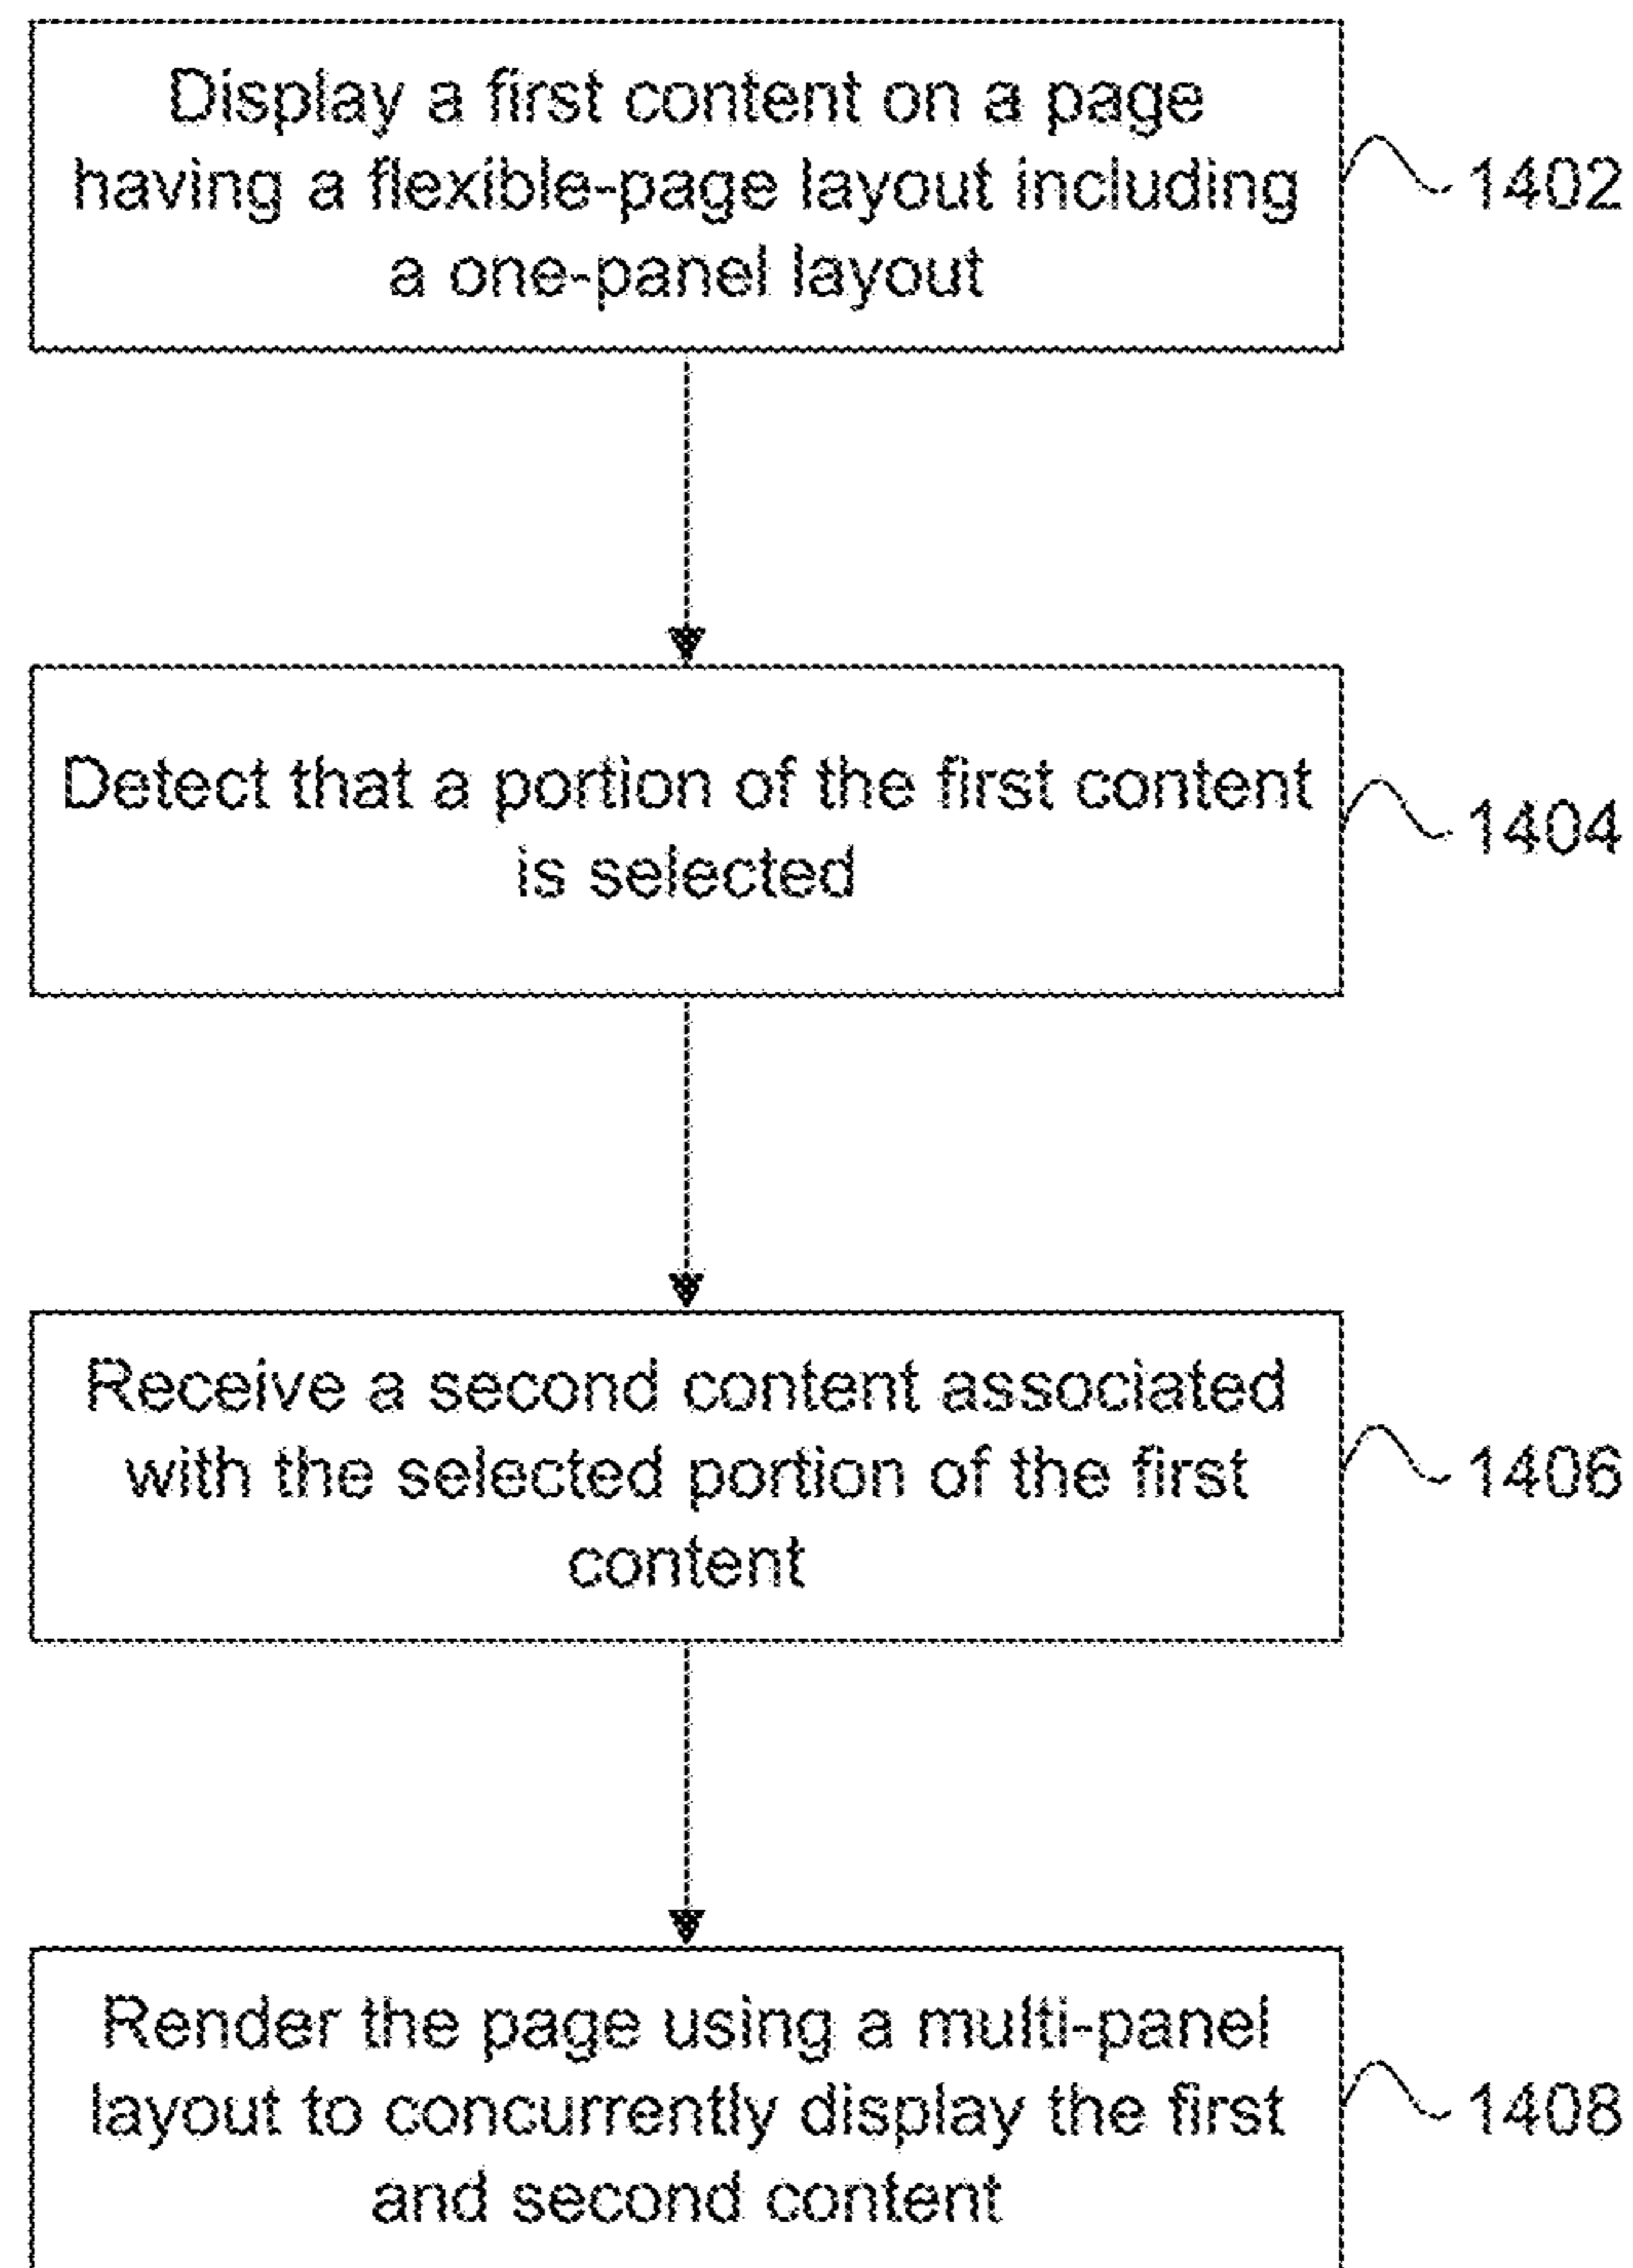 Display a first content on a page
having a flexible-page layout including
a one-panel layout
1402
Detect that a portion of the first content
is selected
1404
Receive a second content associated
with the selected portion of the first
content
1406
Render the page using a multi-panel
layout to concurrently display the first
and second content
1408